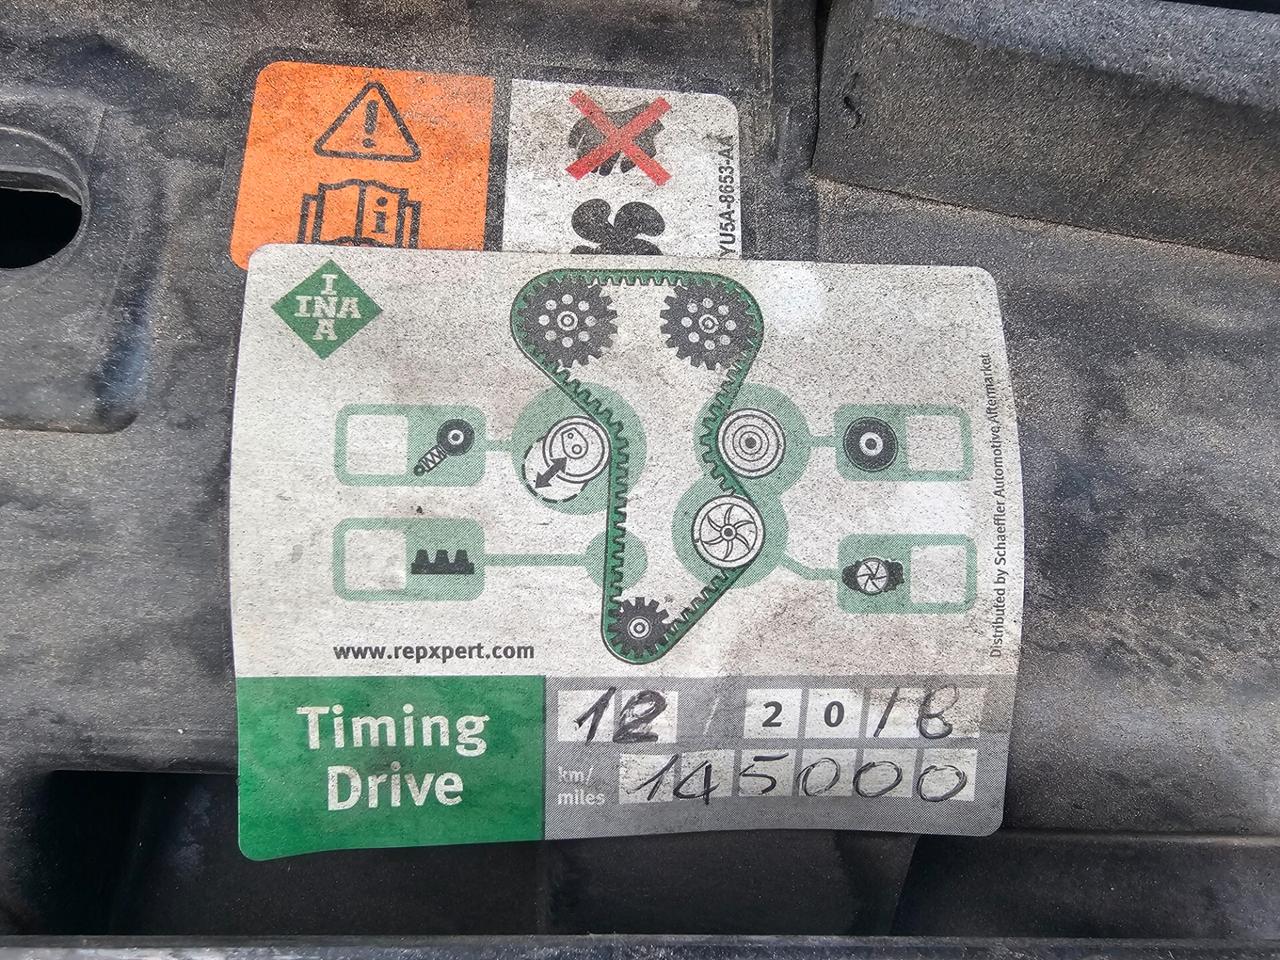 YU5A-8653-AA
I
INA
A
Distributed by Schaeffler Automotive Aftermarket
www.repxpert.com
Timing
Drive
12 / 2018
km/
miles
145000